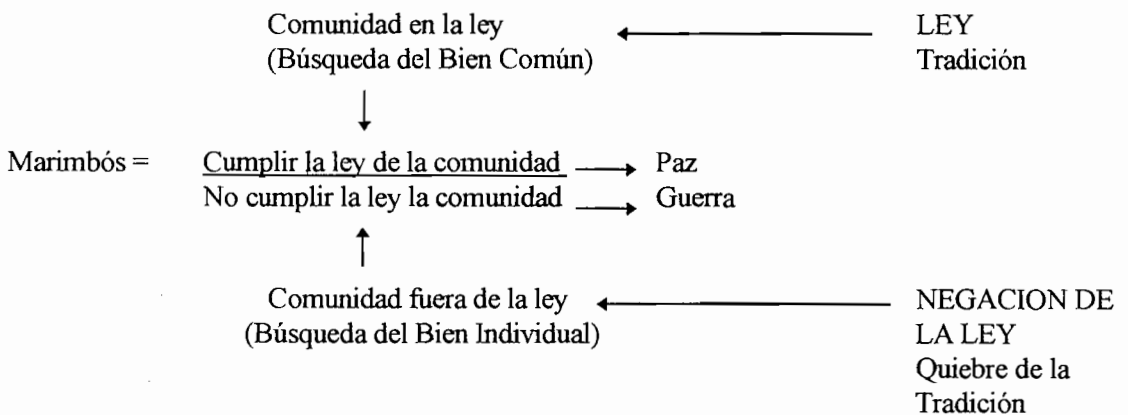 Comunidad en la ley LEY
(Búsqueda del Bien Común) Tradición
Marimbós = Cumplir la ley de la comunidad Paz
No cumplir la ley la comunidad Guerra
Comunidad fuera de la ley NEGACION DE
(Búsqueda del Bien Individual) LA LEY
Quiebre de la
Tradición